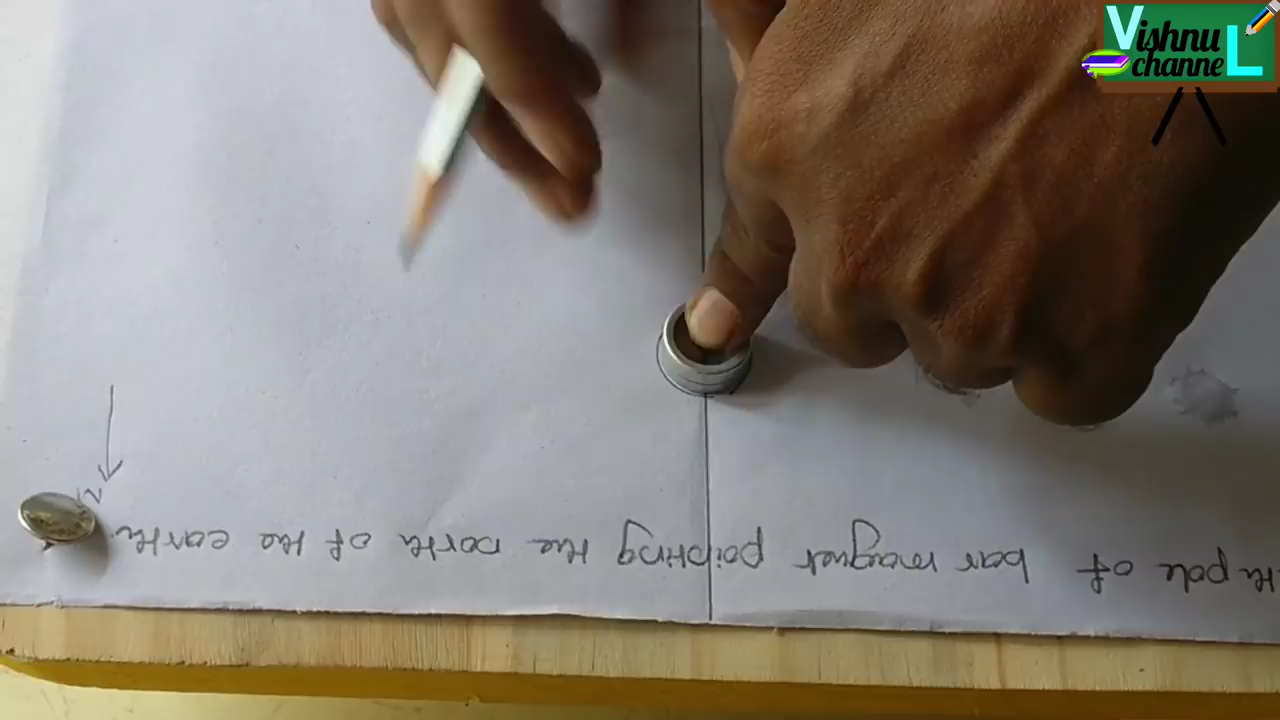 Vishnu
channel
N
pole of bar magnet pointing the north of the earth.